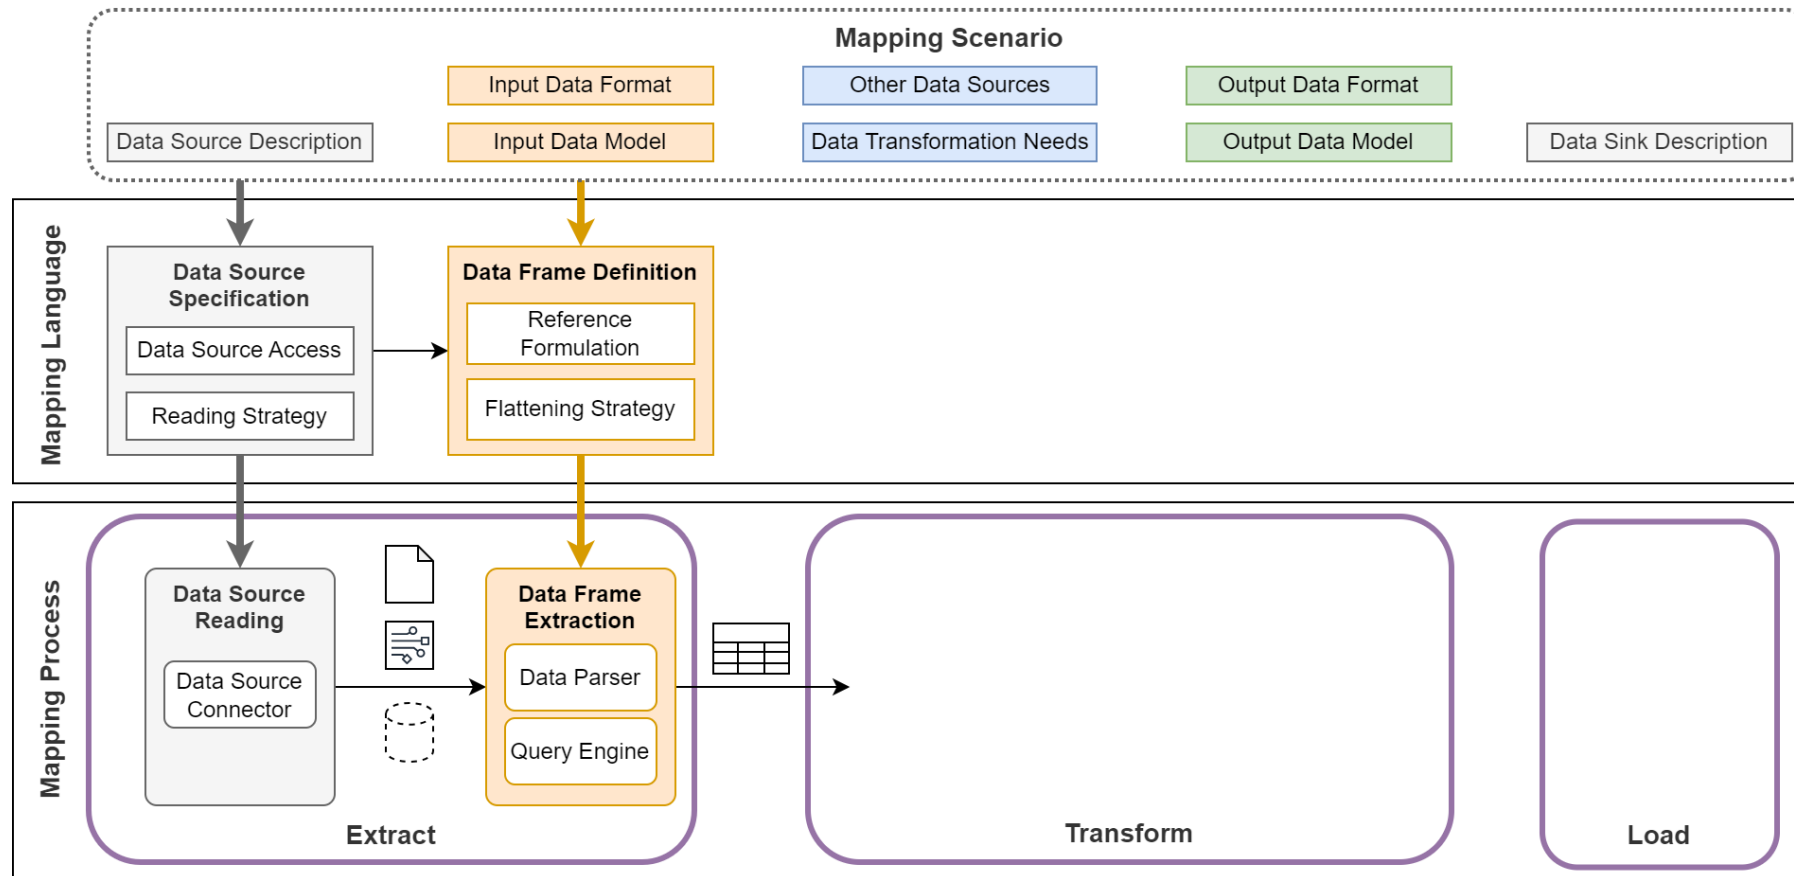 Mapping Scenario
Input Data Format
Other Data Sources
Output Data Format
Data Source Description
Input Data Model
Data Transformation Needs
Output Data Model
Data Sink Description
Mapping Language
Data Source
Specification
Data Source Access
Reading Strategy
Data Frame Definition
Reference
Formulation
Flattening Strategy
Mapping Process
Data Source
Reading
Data Source
Connector
Data Frame
Extraction
Data Parser
Query Engine
Extract
Transform
Load